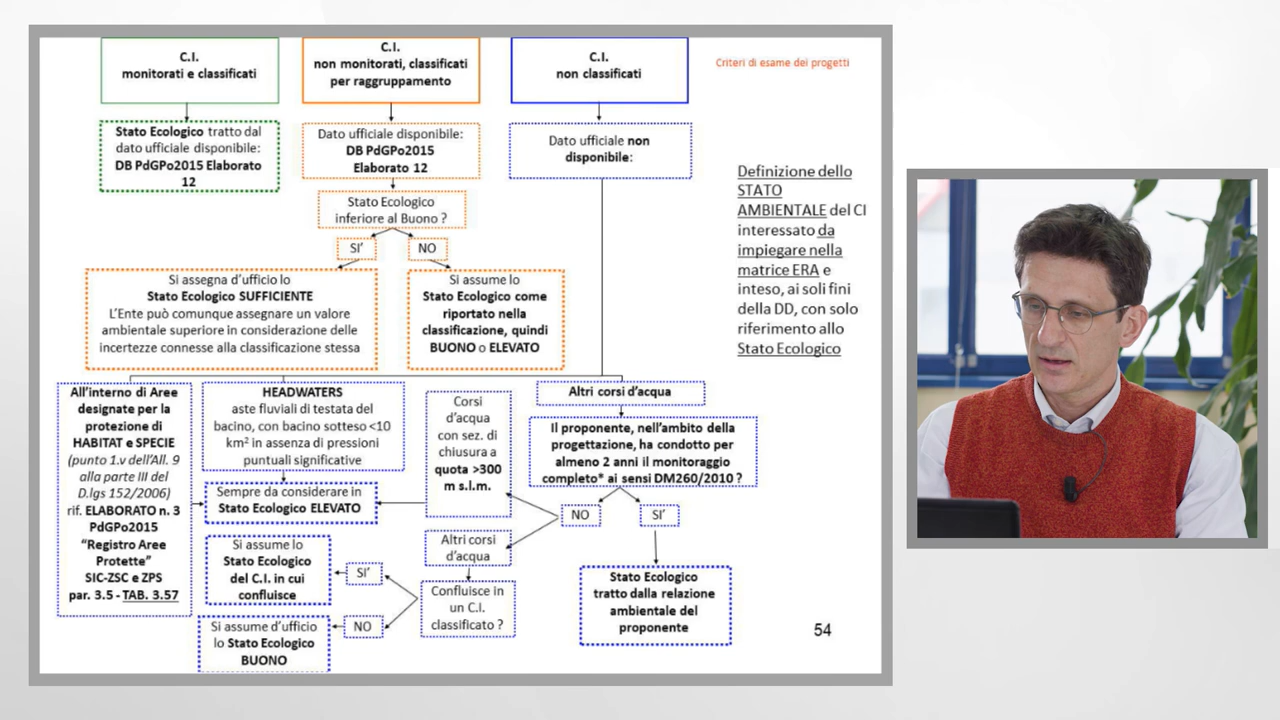 C.I.
monitorati e classificati
C.I.
non monitorati, classificati
per raggruppamento
C.I.
non classificati
Criteri di esame dei progetti
Stato Ecologico tratto dal
dato ufficiale disponibile:
DB PdGPo2015 Elaborato
12
Dato ufficiale disponibile:
DB PdGPo2015
Elaborato 12
Dato ufficiale non
disponibile:
Stato Ecologico
inferiore al Buono ?
SI'
NO
Si assegna d'ufficio lo
Stato Ecologico SUFFICIENTE
L'Ente può comunque assegnare un valore
ambientale superiore in considerazione delle
incertezze connesse alla classificazione stessa
Si assume lo
Stato Ecologico come
riportato nella
classificazione, quindi
BUONO o ELEVATO
Definizione dello
STATO
AMBIENTALE del CI
interessato da
impiegare nella
matrice ERA e
inteso, ai soli fini
della DD, con solo
riferimento allo
Stato Ecologico
All'interno di Aree
designate per la
protezione di
HABITAT e SPECIE
(punto 1.v dell'All. 9
alla parte III del
D.lgs 152/2006)
rif. ELABORATO n. 3
PdGPo2015
"Registro Aree
Protette"
SIC-ZSC e ZPS
par. 3.5 - TAB. 3.57
HEADWATERS
aste fluviali di testata del
bacino, con bacino sotteso <10
km² in assenza di pressioni
puntuali significative
Sempre da considerare in
Stato Ecologico ELEVATO
Corsi
d'acqua
con sez. di
chiusura a
quota >300
m s.l.m.
Altri corsi d'acqua
Il proponente, nell'ambito della
progettazione, ha condotto per
almeno 2 anni il monitoraggio
completo* ai sensi DM260/2010 ?
NO
SI'
Altri corsi
d'acqua
Si assume lo
Stato Ecologico
del C.I. in cui
confluisce
SI'
Confluisce in
un C.I.
classificato ?
NO
Si assume d'ufficio
lo Stato Ecologico
BUONO
Stato Ecologico
tratto dalla relazione
ambientale del
proponente
54